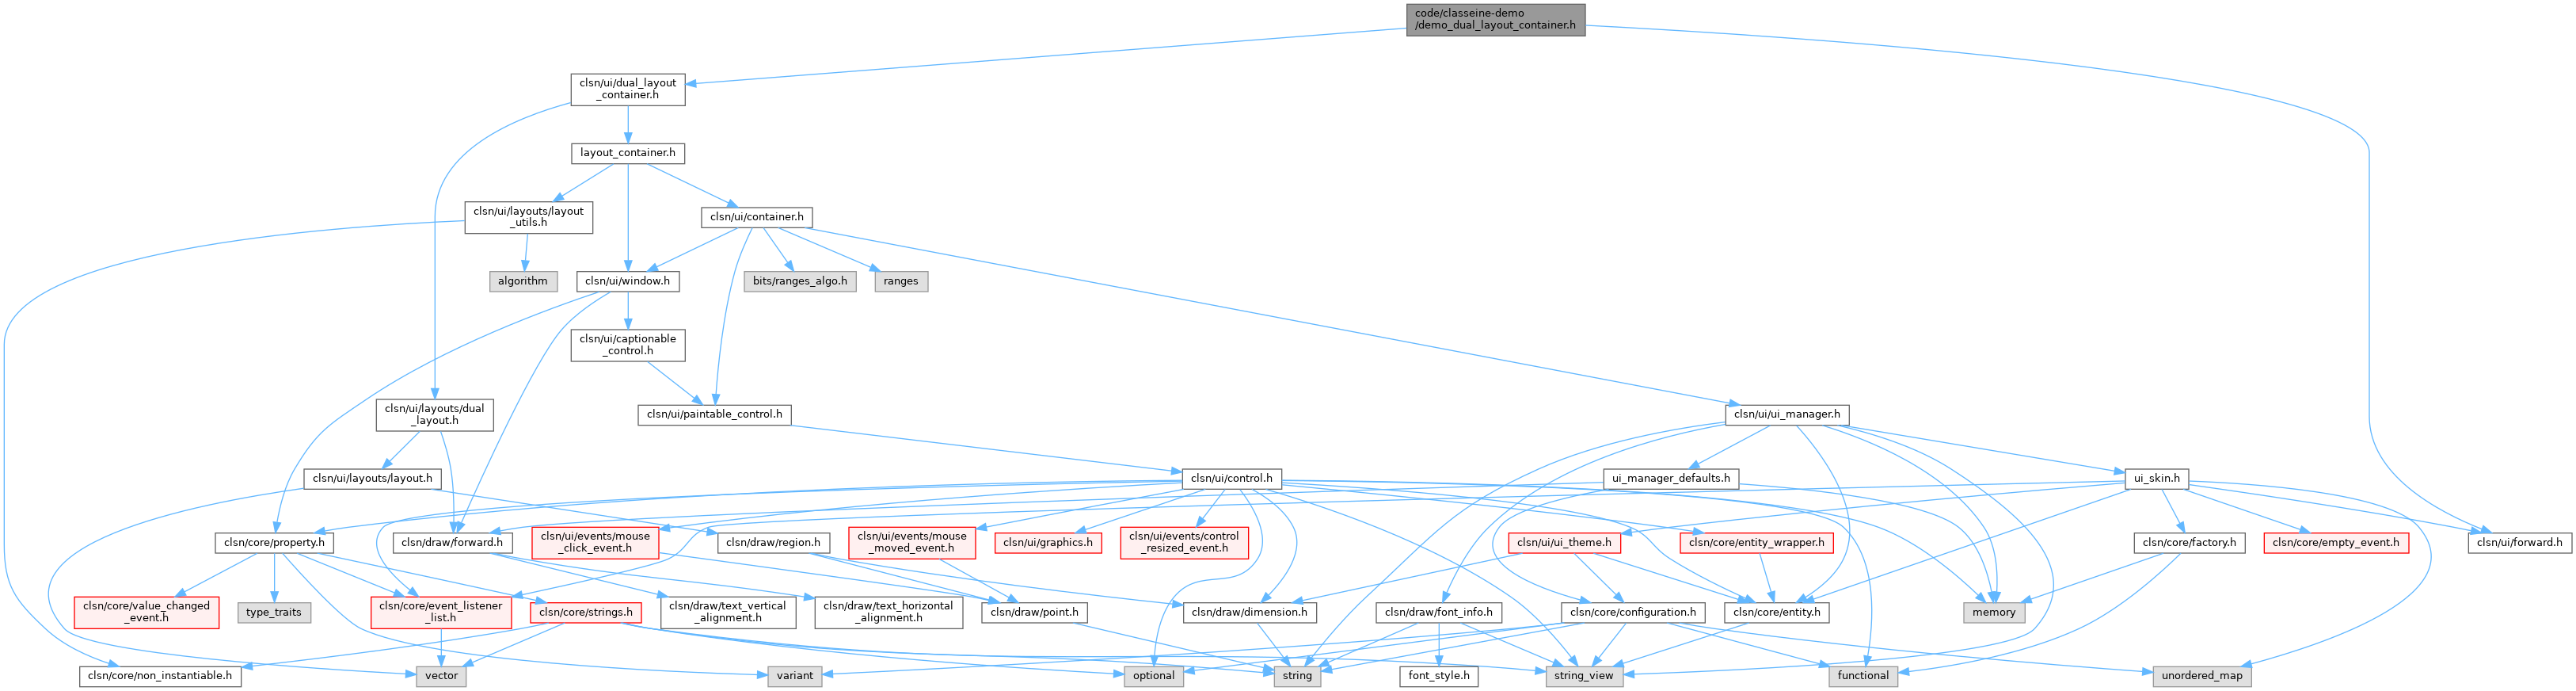 code/classeine-demo
/demo_dual_layout_container.h
clsn/ui/dual_layout
_container.h
layout_container.h
clsn/ui/layouts/layout
_utils.h
clsn/ui/container.h
algorithm
clsn/ui/window.h
bits/ranges_algo.h
ranges
clsn/ui/captionable
_control.h
clsn/ui/layouts/dual
_layout.h
clsn/ui/paintable_control.h
clsn/ui/ui_manager.h
clsn/ui/layouts/layout.h
clsn/ui/control.h
ui_manager_defaults.h
ui_skin.h
clsn/core/property.h
clsn/draw/forward.h
clsn/ui/events/mouse
_click_event.h
clsn/draw/region.h
clsn/ui/events/mouse
_moved_event.h
clsn/ui/graphics.h
clsn/ui/events/control
_resized_event.h
clsn/ui/ui_theme.h
clsn/core/entity_wrapper.h
clsn/core/factory.h
clsn/core/empty_event.h
clsn/ui/forward.h
clsn/core/value_changed
_event.h
type_traits
clsn/core/event_listener
_list.h
clsn/core/strings.h
clsn/draw/text_vertical
_alignment.h
clsn/draw/text_horizontal
_alignment.h
clsn/draw/point.h
clsn/draw/dimension.h
clsn/draw/font_info.h
clsn/core/configuration.h
clsn/core/entity.h
memory
clsn/core/non_instantiable.h
vector
variant
optional
string
font_style.h
string_view
functional
unordered_map